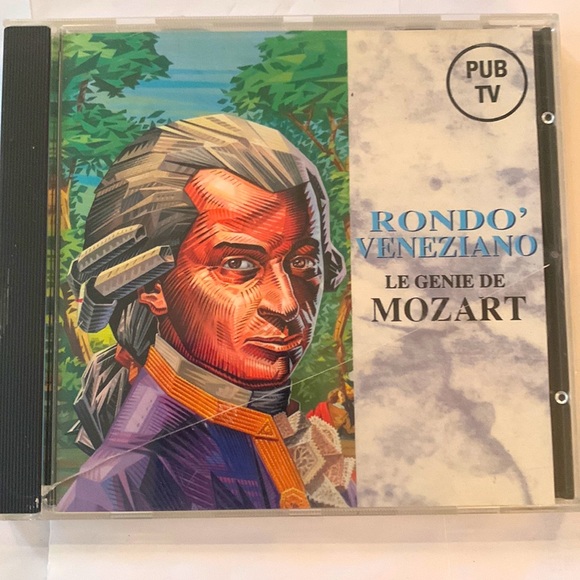 PUB
TV
RONDO'
VENEZIANO
LE GENIE DE
MOZART